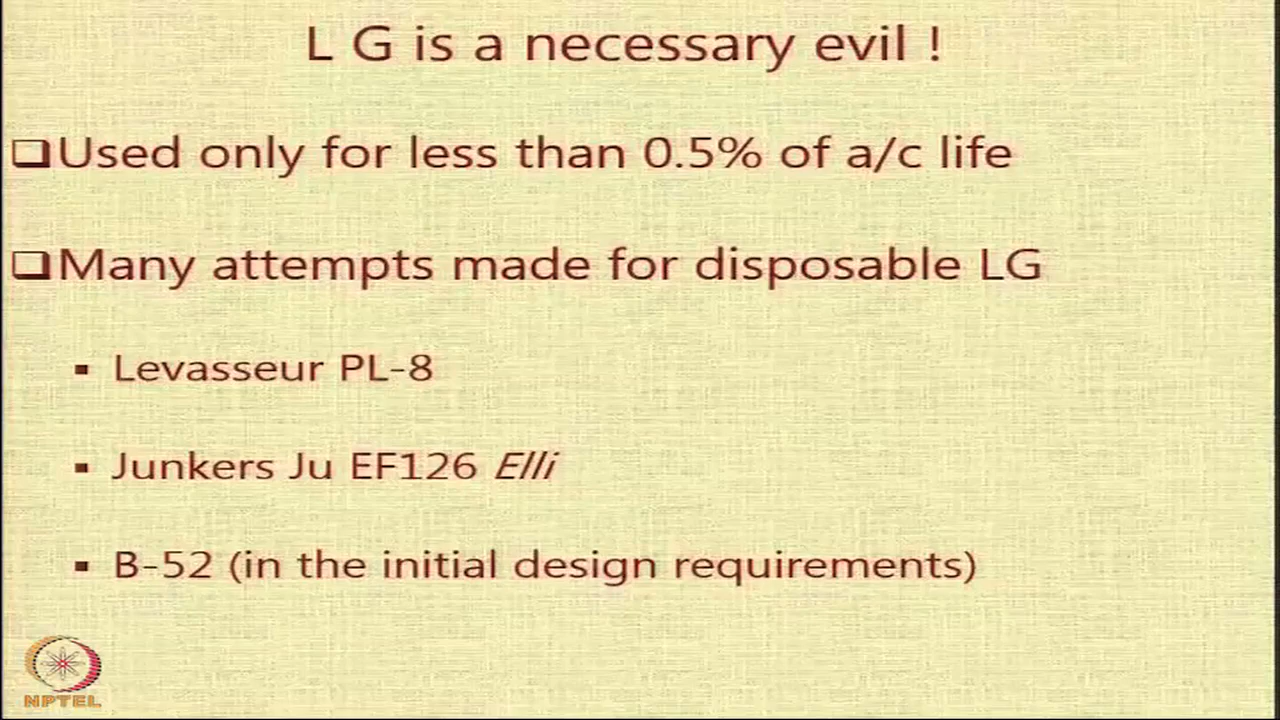 L G is a necessary evil !
❑Used only for less than 0.5% of a/c life
❑Many attempts made for disposable LG
▪ Levasseur PL-8
▪ Junkers Ju EF126 Elli
▪ B-52 (in the initial design requirements)
NPTEL